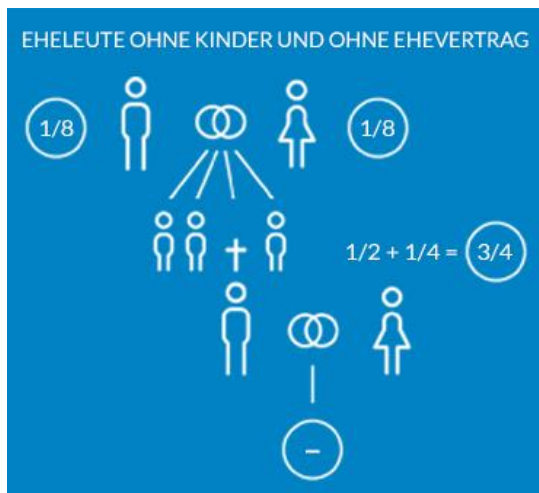 EHELEUTE OHNE KINDER UND OHNE EHEVERTRAG
1/8 1/8
1/2 + 1/4 = 3/4
-